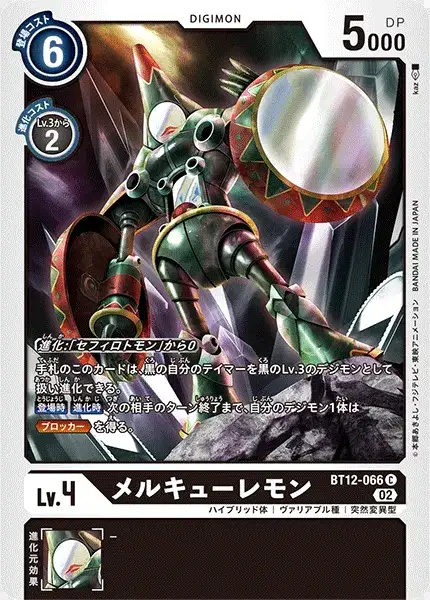 DIGIMON
登場コスト
6
5000
DP
進化コスト
Lv.3から
2
kaz
BANDAI MADE IN JAPAN
©本郷あきよし・フジテレビ・東映アニメーション
進化:「セフィロトモン」から0
手札のこのカードは、黒の自分のテイマーを黒のLv.3のデジモンとして
扱い進化できる。
登場時 進化時 次の相手のターン終了まで、自分のデジモン1体は
ブロッカー を得る。
BT12-066 C
Lv.4
メルキューレモン
02
ハイブリッド体 | ヴァリアブル種 | 突然変異型
進化元効果
-